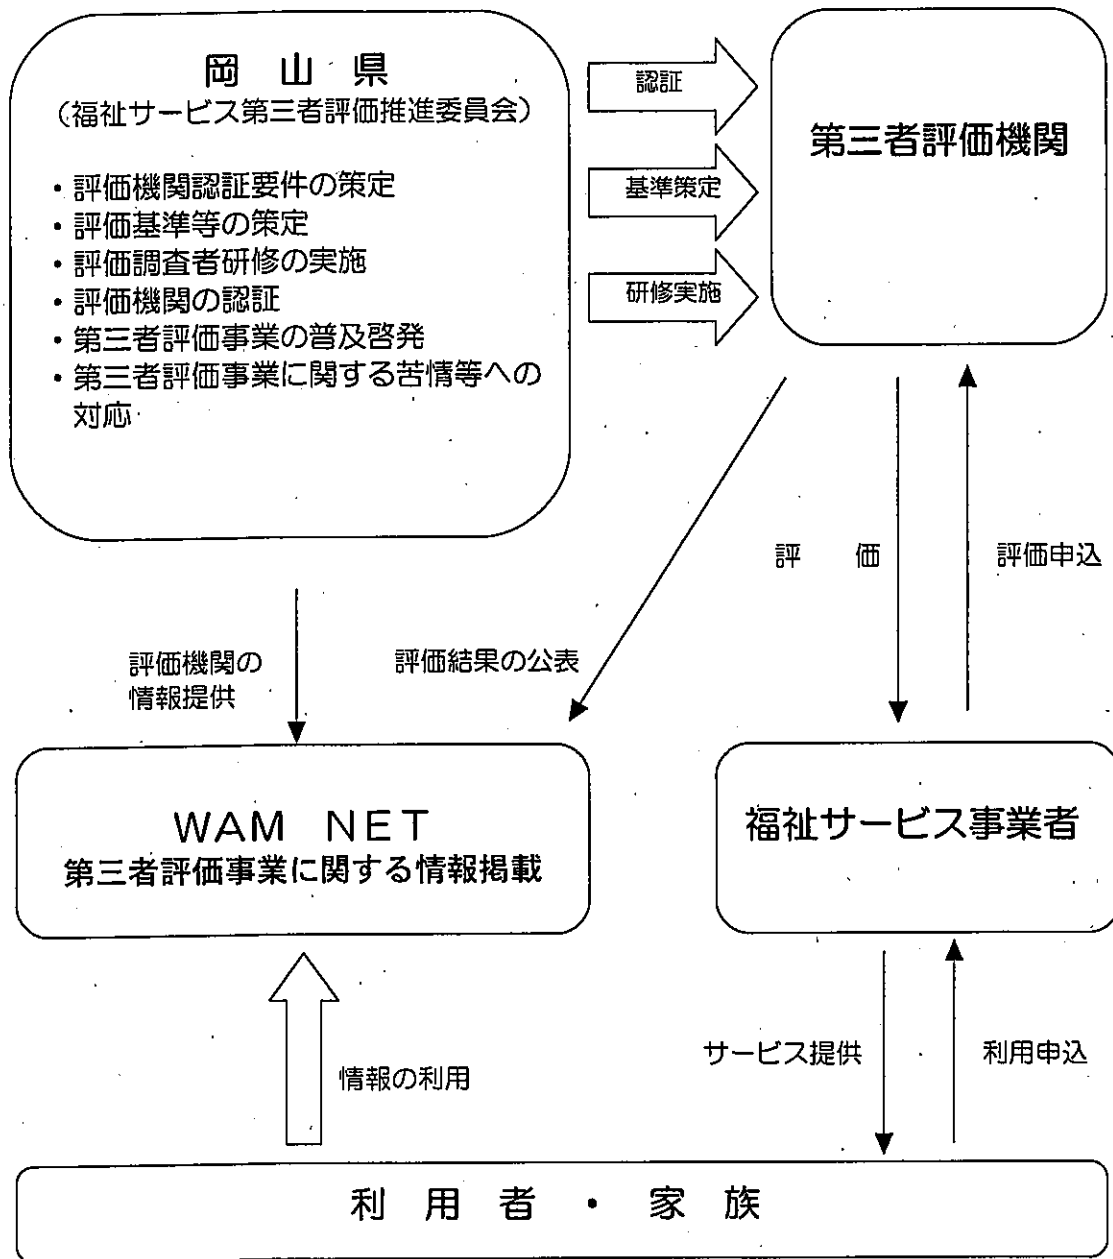 岡山県
（福祉サービス第三者評価推進委員会）
・評価機関認証要件の策定
・評価基準等の策定
・評価調査者研修の実施
・評価機関の認証
・第三者評価事業の普及啓発
・第三者評価事業に関する苦情等への
対応
認証
基準策定
研修実施
第三者評価機関
評価
評価申込
評価機関の
情報提供
評価結果の公表
WAM NET
第三者評価事業に関する情報掲載
福祉サービス事業者
情報の利用
サービス提供
利用申込
利用者・家族